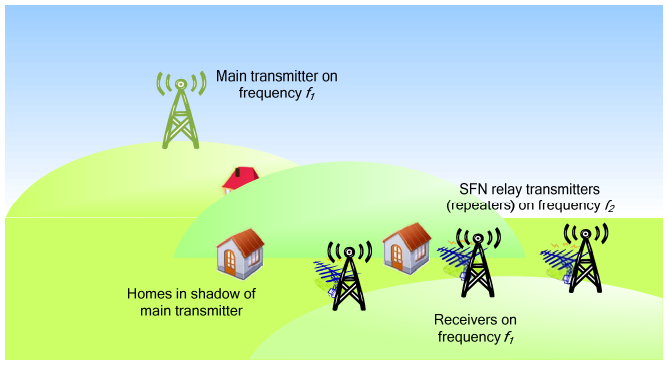 Main transmitter on
frequency f₁
SFN relay transmitters
(repeaters) on frequency f₂
Homes in shadow of
main transmitter
Receivers on
frequency f₁